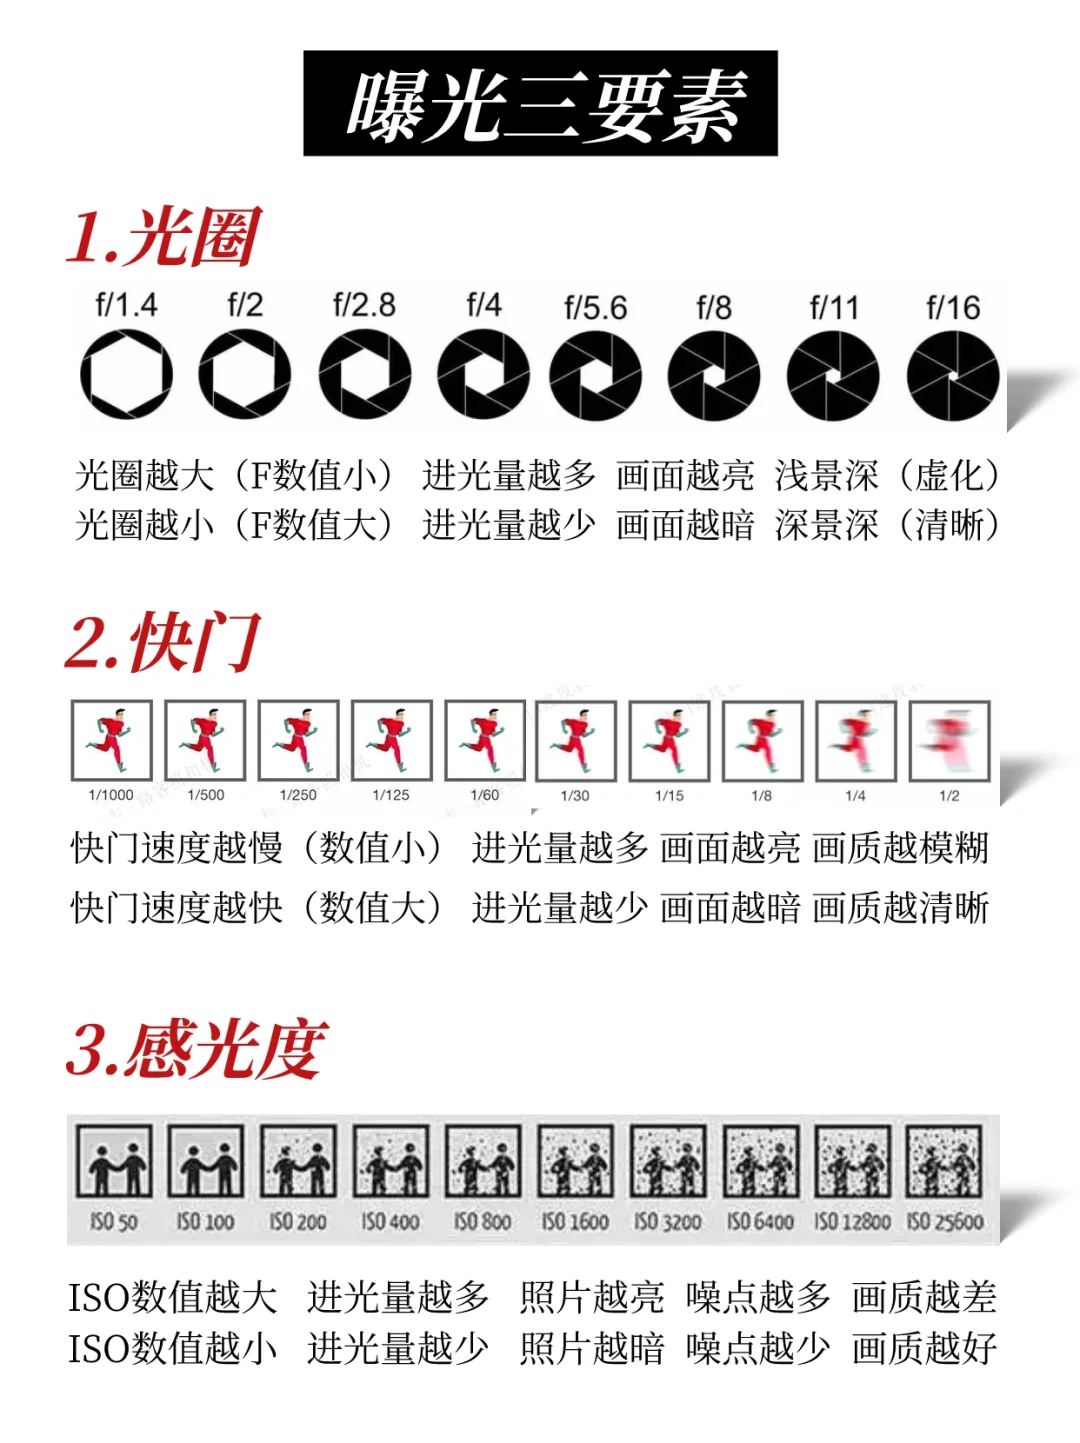 曝光三要素
1.光圈
f/1.4 f/2 f/2.8 f/4 f/5.6 f/8 f/11 f/16
光圈越大（F数值小） 进光量越多 画面越亮 浅景深（虚化）
光圈越小（F数值大） 进光量越少 画面越暗 深景深（清晰）
2.快门
1/1000 1/500 1/250 1/125 1/60 1/30 1/15 1/8 1/4 1/2
快门速度越慢（数值小） 进光量越多 画面越亮 画质越模糊
快门速度越快（数值大） 进光量越少 画面越暗 画质越清晰
3.感光度
ISO 50 ISO 100 ISO 200 ISO 400 ISO 800 ISO 1600 ISO 3200 ISO 6400 ISO 12800 ISO 25600
ISO数值越大 进光量越多 照片越亮 噪点越多 画质越差
ISO数值越小 进光量越少 照片越暗 噪点越少 画质越好